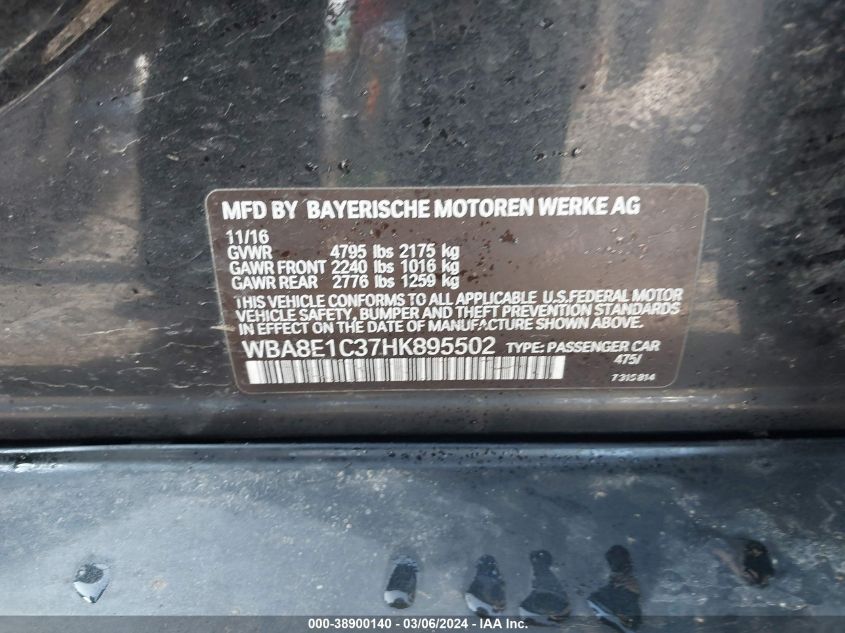 MFD BY BAYERISCHE MOTOREN WERKE AG
11/16
GVWR 4795 lbs 2175 kg
GAWR FRONT 2240 lbs 1016 kg
GAWR REAR 2776 lbs 1259 kg
THIS VEHICLE CONFORMS TO ALL APPLICABLE U.S.FEDERAL MOTOR
VEHICLE SAFETY, BUMPER AND THEFT PREVENTION STANDARDS
IN EFFECT ON THE DATE OF MANUFACTURE SHOWN ABOVE.
WBA8E1C37HK895502 TYPE: PASSENGER CAR
475/
7315814
000-38900140 - 03/06/2024 - IAA Inc.